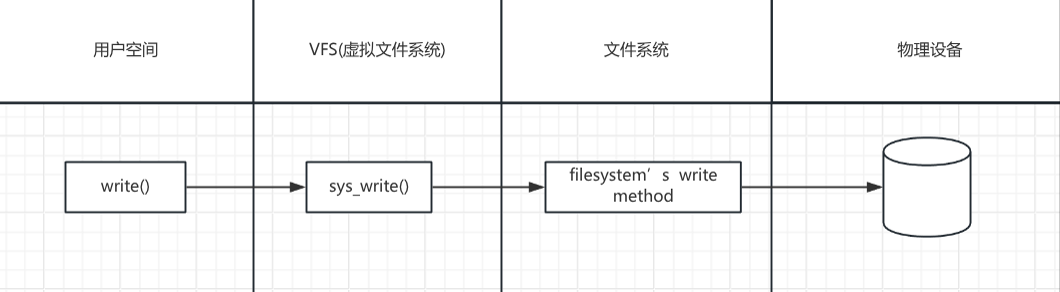 用户空间
VFS(虚拟文件系统)
文件系统
物理设备
write()
sys_write()
filesystem’s write
method